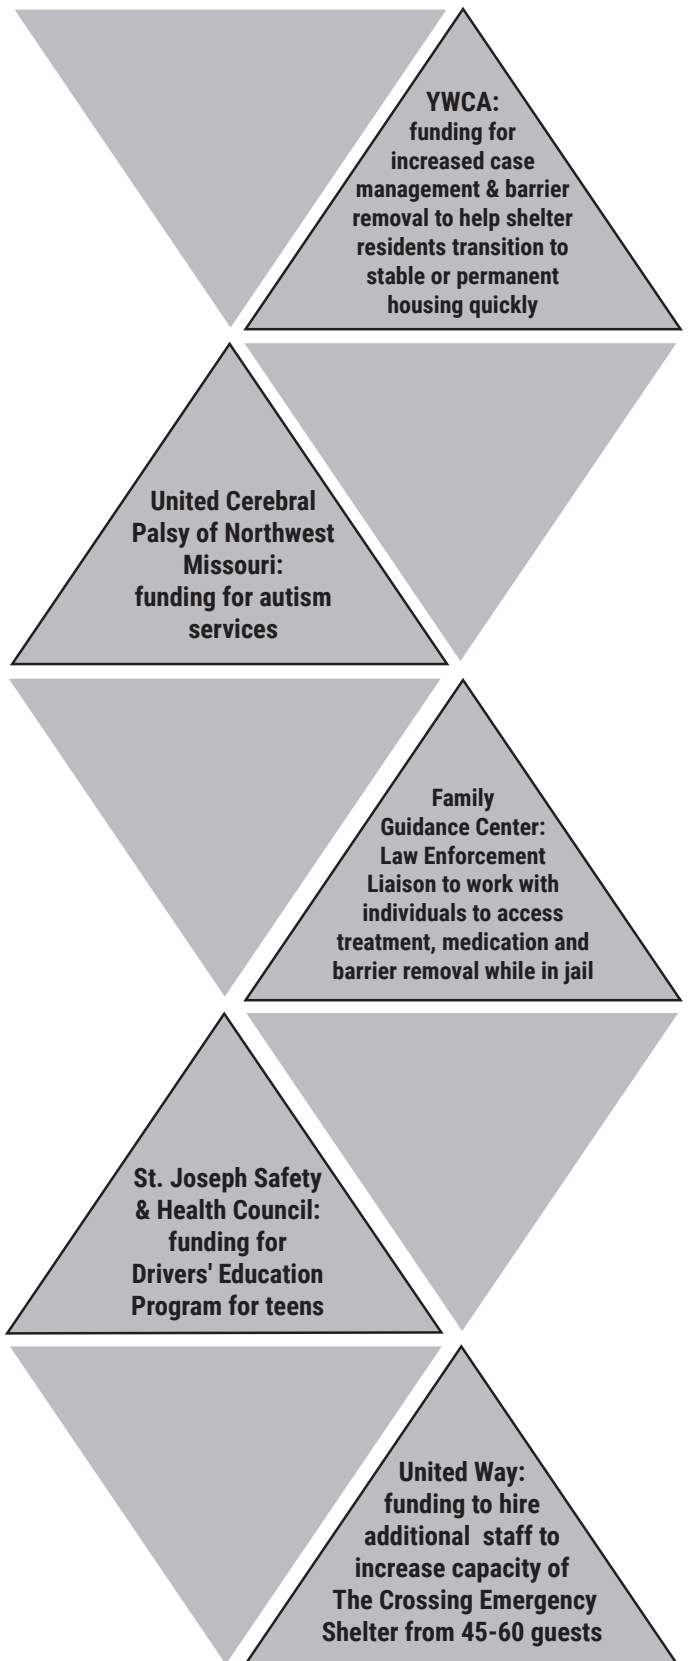 YWCA:
funding for
increased case
management & barrier
removal to help shelter
residents transition to
stable or permanent
housing quickly
United Cerebral
Palsy of Northwest
Missouri:
funding for autism
services
Family
Guidance Center:
Law Enforcement
Liaison to work with
individuals to access
treatment, medication and
barrier removal while in jail
St. Joseph Safety
& Health Council:
funding for
Drivers' Education
Program for teens
United Way:
funding to hire
additional  staff to
increase capacity of
The Crossing Emergency
Shelter from 45-60 guests